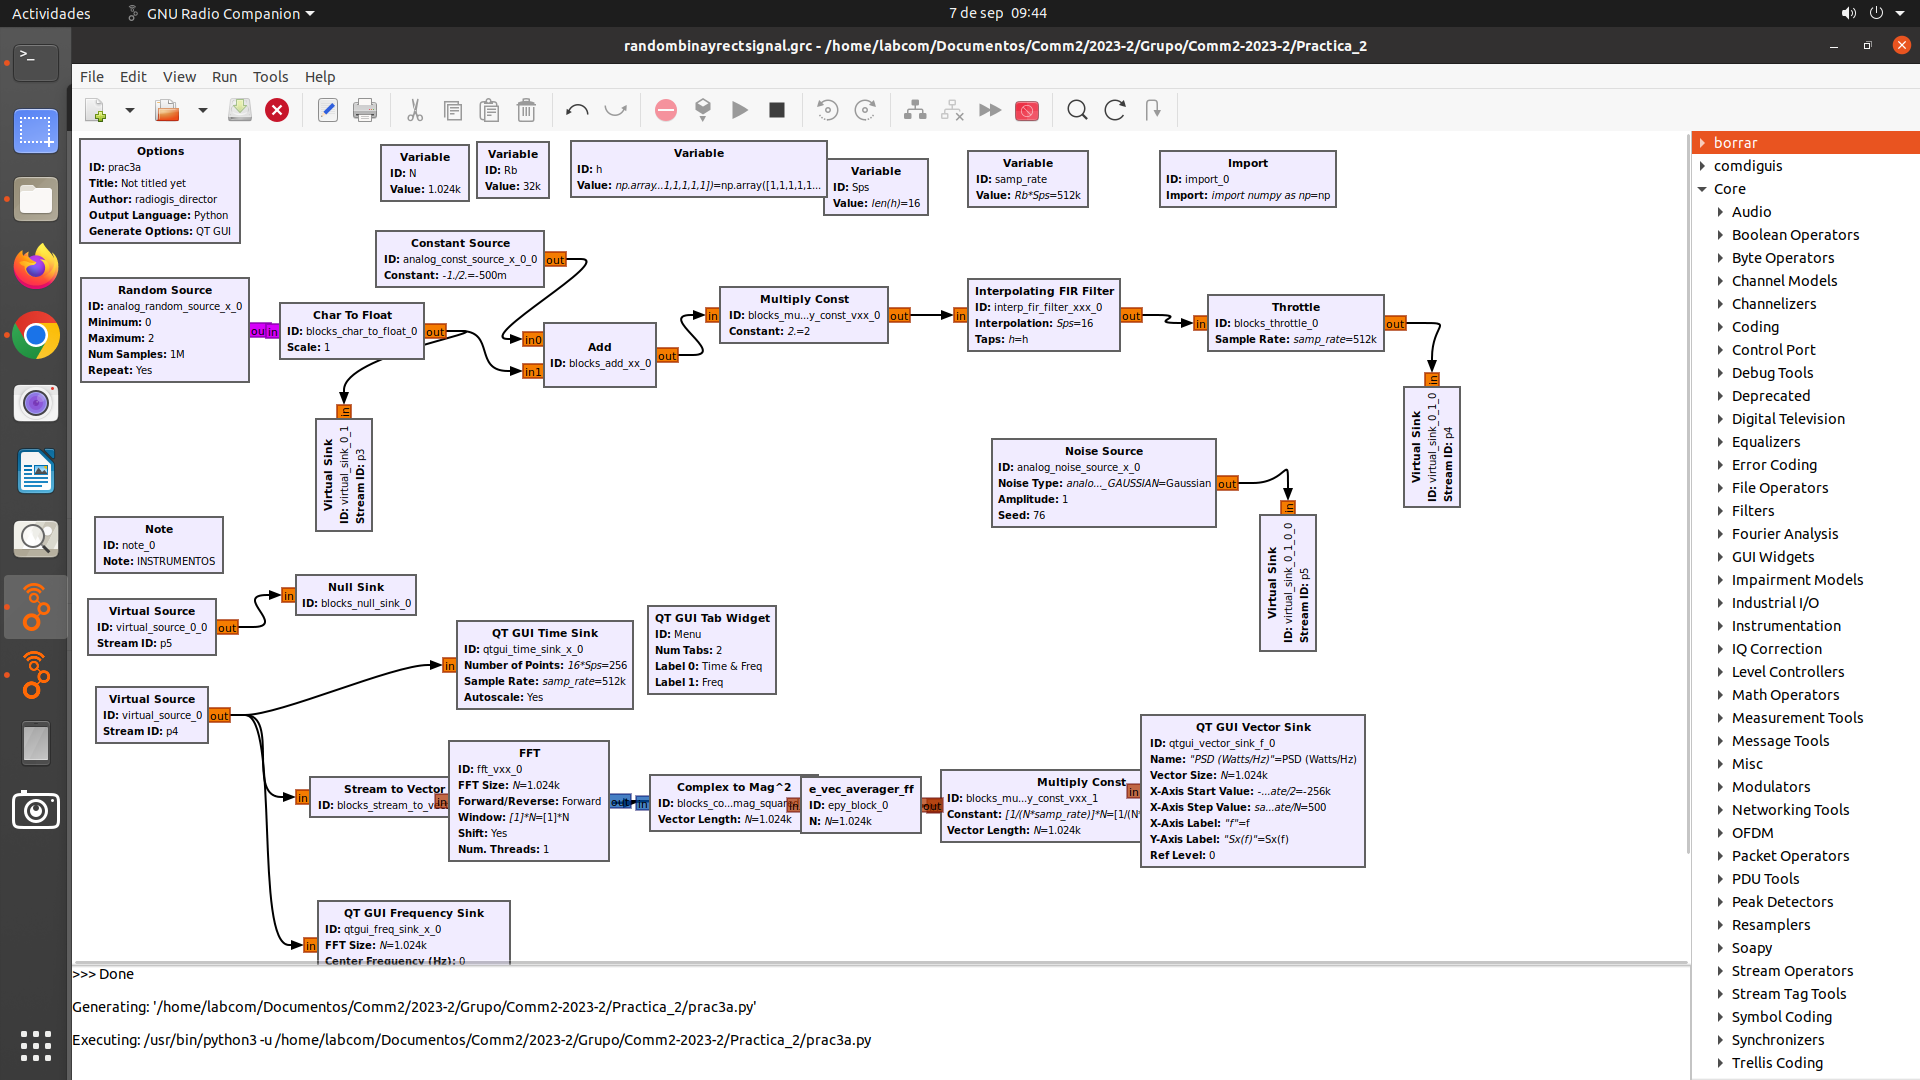 Actividades
GNU Radio Companion
7 de sep 09:44
randombinayrectsignal.grc - /home/labcom/Documentos/Comm2/2023-2/Grupo/Comm2-2023-2/Practica_2
File Edit View Run Tools Help
Options
ID: prac3a
Title: Not titled yet
Author: radiogis_director
Output Language: Python
Generate Options: QT GUI
Variable
ID: N
Value: 1.024k
Variable
ID: Rb
Value: 32k
Variable
ID: h
Value: np.array...1,1,1,1,1])=np.array([1,1,1,1,1...
Variable
ID: Sps
Value: len(h)=16
Variable
ID: samp_rate
Value: Rb*Sps=512k
Import
ID: import_0
Import: import numpy as np=np
Constant Source
ID: analog_const_source_x_0_0
Constant: -1./2.=-500m
out
Random Source
ID: analog_random_source_x_0
Minimum: 0
Maximum: 2
Num Samples: 1M
Repeat: Yes
out
in
Char To Float
ID: blocks_char_to_float_0
Scale: 1
out
in0
in1
Add
ID: blocks_add_xx_0
out
in
Multiply Const
ID: blocks_mu...y_const_vxx_0
Constant: 2.=2
out
in
Interpolating FIR Filter
ID: interp_fir_filter_xxx_0
Interpolation: Sps=16
Taps: h=h
out
in
Throttle
ID: blocks_throttle_0
Sample Rate: samp_rate=512k
out
in
Virtual Sink
ID: virtual_sink_0_1_0
Stream ID: p4
in
Virtual Sink
ID: virtual_sink_0_1
Stream ID: p3
Noise Source
ID: analog_noise_source_x_0
Noise Type: analo..._GAUSSIAN=Gaussian
Amplitude: 1
Seed: 76
out
in
Virtual Sink
ID: virtual_sink_0_1_0_0
Stream ID: p5
Note
ID: note_0
Note: INSTRUMENTOS
Virtual Source
ID: virtual_source_0_0
Stream ID: p5
out
in
Null Sink
ID: blocks_null_sink_0
Virtual Source
ID: virtual_source_0
Stream ID: p4
out
in
QT GUI Time Sink
ID: qtgui_time_sink_x_0
Number of Points: 16*Sps=256
Sample Rate: samp_rate=512k
Autoscale: Yes
QT GUI Tab Widget
ID: Menu
Num Tabs: 2
Label 0: Time & Freq
Label 1: Freq
in
Stream to Vector
ID: blocks_stream_to_vec
in
FFT
ID: fft_vxx_0
FFT Size: N=1.024k
Forward/Reverse: Forward
Window: [1]*N=[1]*N
Shift: Yes
Num. Threads: 1
out
in
Complex to Mag^2
ID: blocks_co...mag_squar
Vector Length: N=1.024k
in
e_vec_averager_ff
ID: epy_block_0
N: N=1.024k
out
Multiply Const
ID: blocks_mu...y_const_vxx_1
Constant: [1/(N*samp_rate)]*N=[1/(N*
Vector Length: N=1.024k
in
QT GUI Vector Sink
ID: qtgui_vector_sink_f_0
Name: "PSD (Watts/Hz)"=PSD (Watts/Hz)
Vector Size: N=1.024k
X-Axis Start Value: -...ate/2=-256k
X-Axis Step Value: sa...ate/N=500
X-Axis Label: "f"=f
Y-Axis Label: "Sx(f)"=Sx(f)
Ref Level: 0
in
QT GUI Frequency Sink
ID: qtgui_freq_sink_x_0
FFT Size: N=1.024k
Center Frequency (Hz): 0
>>> Done
Generating: '/home/labcom/Documentos/Comm2/2023-2/Grupo/Comm2-2023-2/Practica_2/prac3a.py'
Executing: /usr/bin/python3 -u /home/labcom/Documentos/Comm2/2023-2/Grupo/Comm2-2023-2/Practica_2/prac3a.py
borrar
comdiguis
Core
Audio
Boolean Operators
Byte Operators
Channel Models
Channelizers
Coding
Control Port
Debug Tools
Deprecated
Digital Television
Equalizers
Error Coding
File Operators
Filters
Fourier Analysis
GUI Widgets
Impairment Models
Industrial I/O
Instrumentation
IQ Correction
Level Controllers
Math Operators
Measurement Tools
Message Tools
Misc
Modulators
Networking Tools
OFDM
Packet Operators
PDU Tools
Peak Detectors
Resamplers
Soapy
Stream Operators
Stream Tag Tools
Symbol Coding
Synchronizers
Trellis Coding